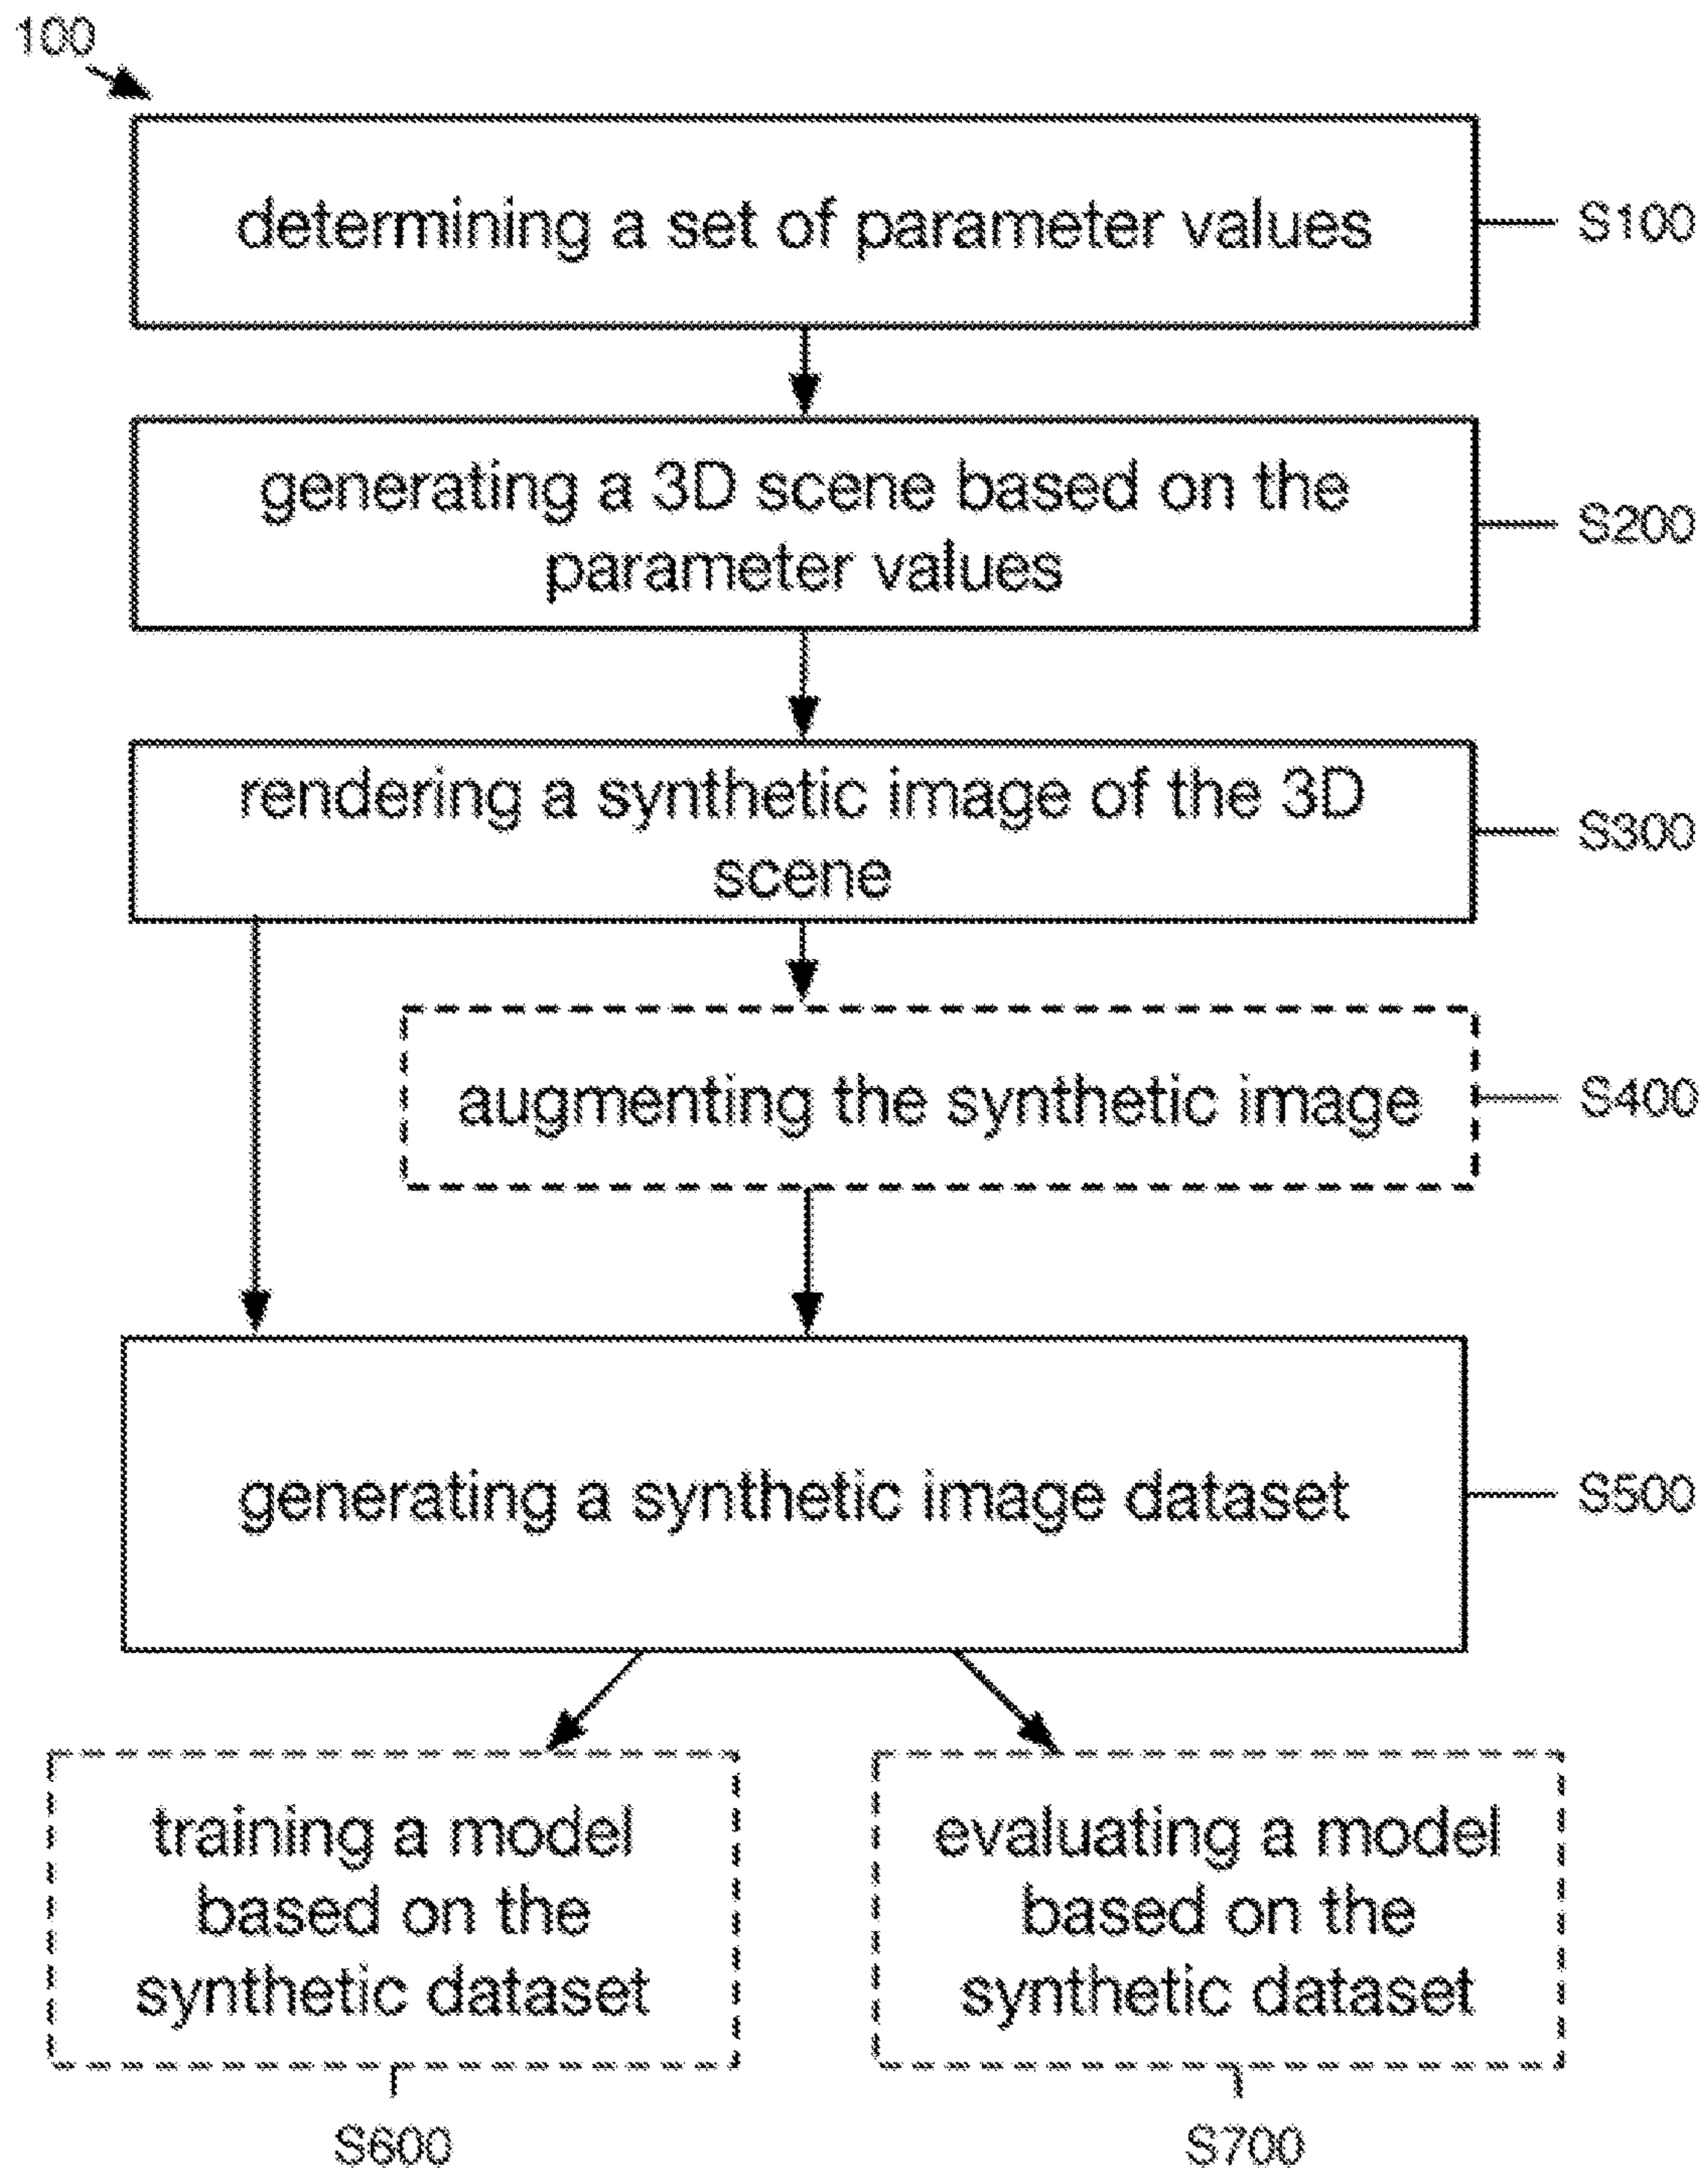 100
determining a set of parameter values
S100
generating a 3D scene based on the
parameter values
S200
rendering a synthetic image of the 3D
scene
S300
augmenting the synthetic image
S400
generating a synthetic image dataset
S500
training a model
based on the
synthetic dataset
S600
evaluating a model
based on the
synthetic dataset
S700